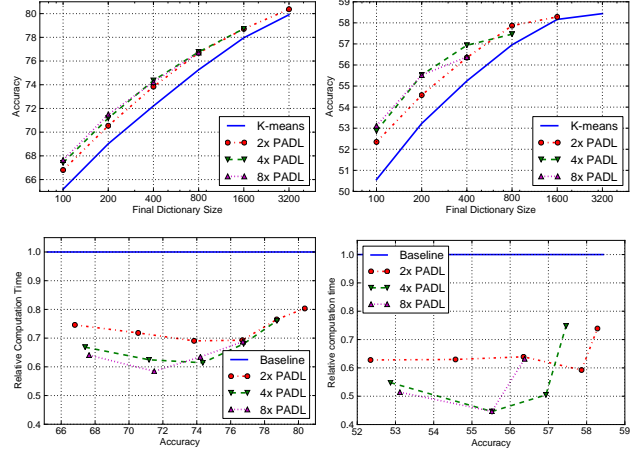 82
80
78
76
74
72
70
68
66
Accuracy
100 200 400 800 1600 3200
Final Dictionary Size
K-means
2x PADL
4x PADL
8x PADL
59
58
57
56
55
54
53
52
51
50
Accuracy
100 200 400 800 1600 3200
Final Dictionary Size
K-means
2x PADL
4x PADL
8x PADL
1.0
0.9
0.8
0.7
0.6
0.5
0.4
Relative Computation Time
66 68 70 72 74 76 78 80
Accuracy
Baseline
2x PADL
4x PADL
8x PADL
1.0
0.9
0.8
0.7
0.6
0.5
0.4
Relative computation time
52 53 54 55 56 57 58 59
Accuracy
Baseline
2x PADL
4x PADL
8x PADL